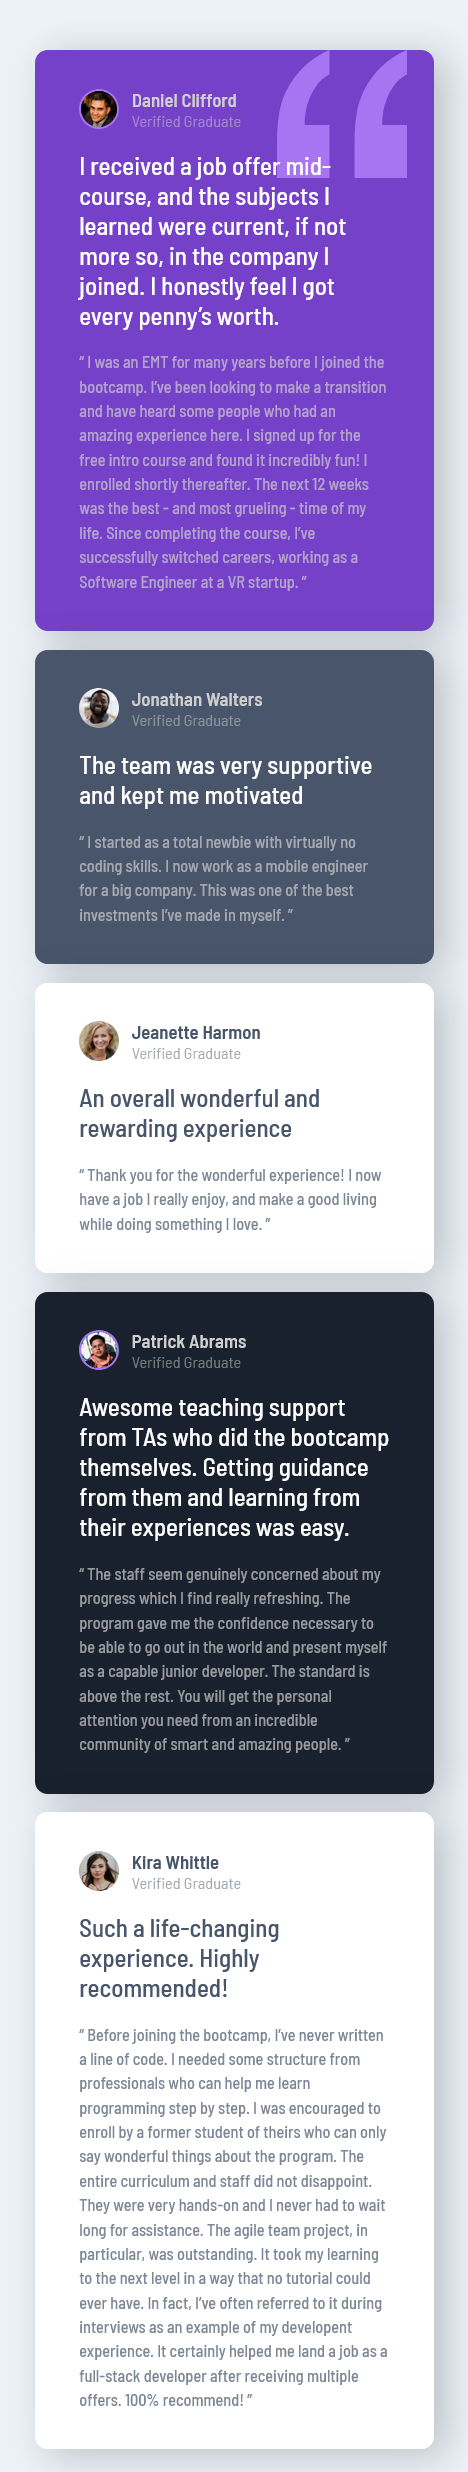 Daniel Clifford
Verified Graduate
I received a job offer mid-
course, and the subjects I
learned were current, if not
more so, in the company I
joined. I honestly feel I got
every penny’s worth.
“ I was an EMT for many years before I joined the
bootcamp. I’ve been looking to make a transition
and have heard some people who had an
amazing experience here. I signed up for the
free intro course and found it incredibly fun! I
enrolled shortly thereafter. The next 12 weeks
was the best - and most grueling - time of my
life. Since completing the course, I’ve
successfully switched careers, working as a
Software Engineer at a VR startup. ”
Jonathan Walters
Verified Graduate
The team was very supportive
and kept me motivated
“ I started as a total newbie with virtually no
coding skills. I now work as a mobile engineer
for a big company. This was one of the best
investments I’ve made in myself. ”
Jeanette Harmon
Verified Graduate
An overall wonderful and
rewarding experience
“ Thank you for the wonderful experience! I now
have a job I really enjoy, and make a good living
while doing something I love. ”
Patrick Abrams
Verified Graduate
Awesome teaching support
from TAs who did the bootcamp
themselves. Getting guidance
from them and learning from
their experiences was easy.
“ The staff seem genuinely concerned about my
progress which I find really refreshing. The
program gave me the confidence necessary to
be able to go out in the world and present myself
as a capable junior developer. The standard is
above the rest. You will get the personal
attention you need from an incredible
community of smart and amazing people. ”
Kira Whittle
Verified Graduate
Such a life-changing
experience. Highly
recommended!
“ Before joining the bootcamp, I’ve never written
a line of code. I needed some structure from
professionals who can help me learn
programming step by step. I was encouraged to
enroll by a former student of theirs who can only
say wonderful things about the program. The
entire curriculum and staff did not disappoint.
They were very hands-on and I never had to wait
long for assistance. The agile team project, in
particular, was outstanding. It took my learning
to the next level in a way that no tutorial could
ever have. In fact, I’ve often referred to it during
interviews as an example of my developent
experience. It certainly helped me land a job as a
full-stack developer after receiving multiple
offers. 100% recommend! ”